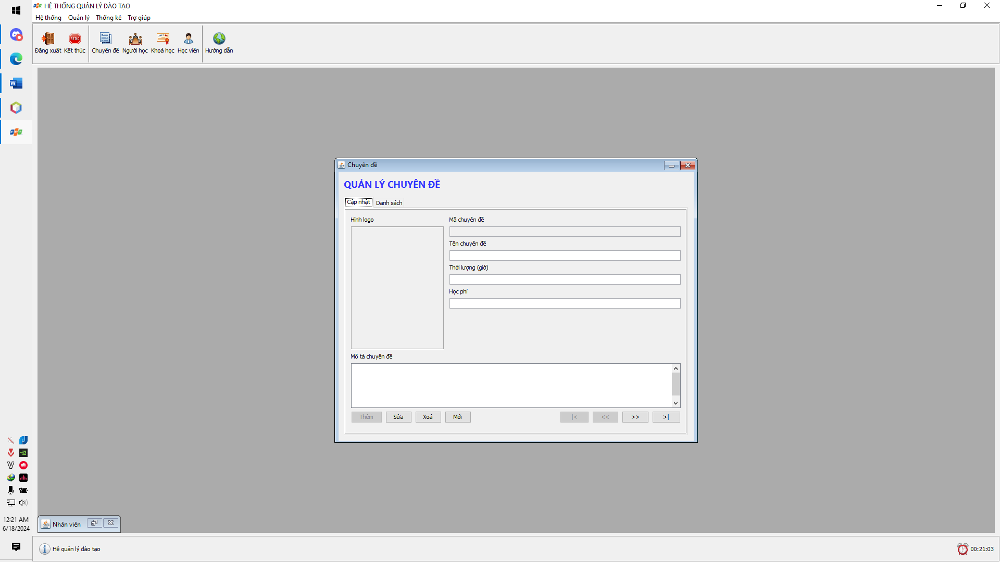 HỆ THỐNG QUẢN LÝ ĐÀO TẠO
Hệ thống Quản lý Thống kê Trợ giúp
Đăng xuất Kết thúc Chuyên đề Người học Khoá học Học viên Hướng dẫn
STOP
FPT
Chuyên đề
QUẢN LÝ CHUYÊN ĐỀ
Cập nhật Danh sách
Hình logo
Mã chuyên đề
Tên chuyên đề
Thời lượng (giờ)
Học phí
Mô tả chuyên đề
Thêm Sửa Xoá Mới |< << >> >|
12:21 AM
6/18/2024
Nhân viên
Hệ quản lý đào tạo
00:21:03